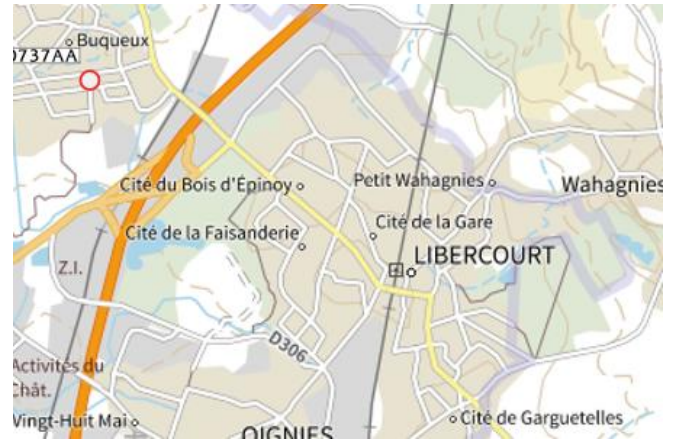 Buqueux
0737AA
Cité du Bois d'Épinoy
Petit Wahagnies
Wahagnies
Cité de la Faisanderie
Cité de la Gare
LIBERCOURT
Z.I.
D306
Activités du
Chât.
Vingt-Huit Mai
OIGNIES
Cité de Garguetelles